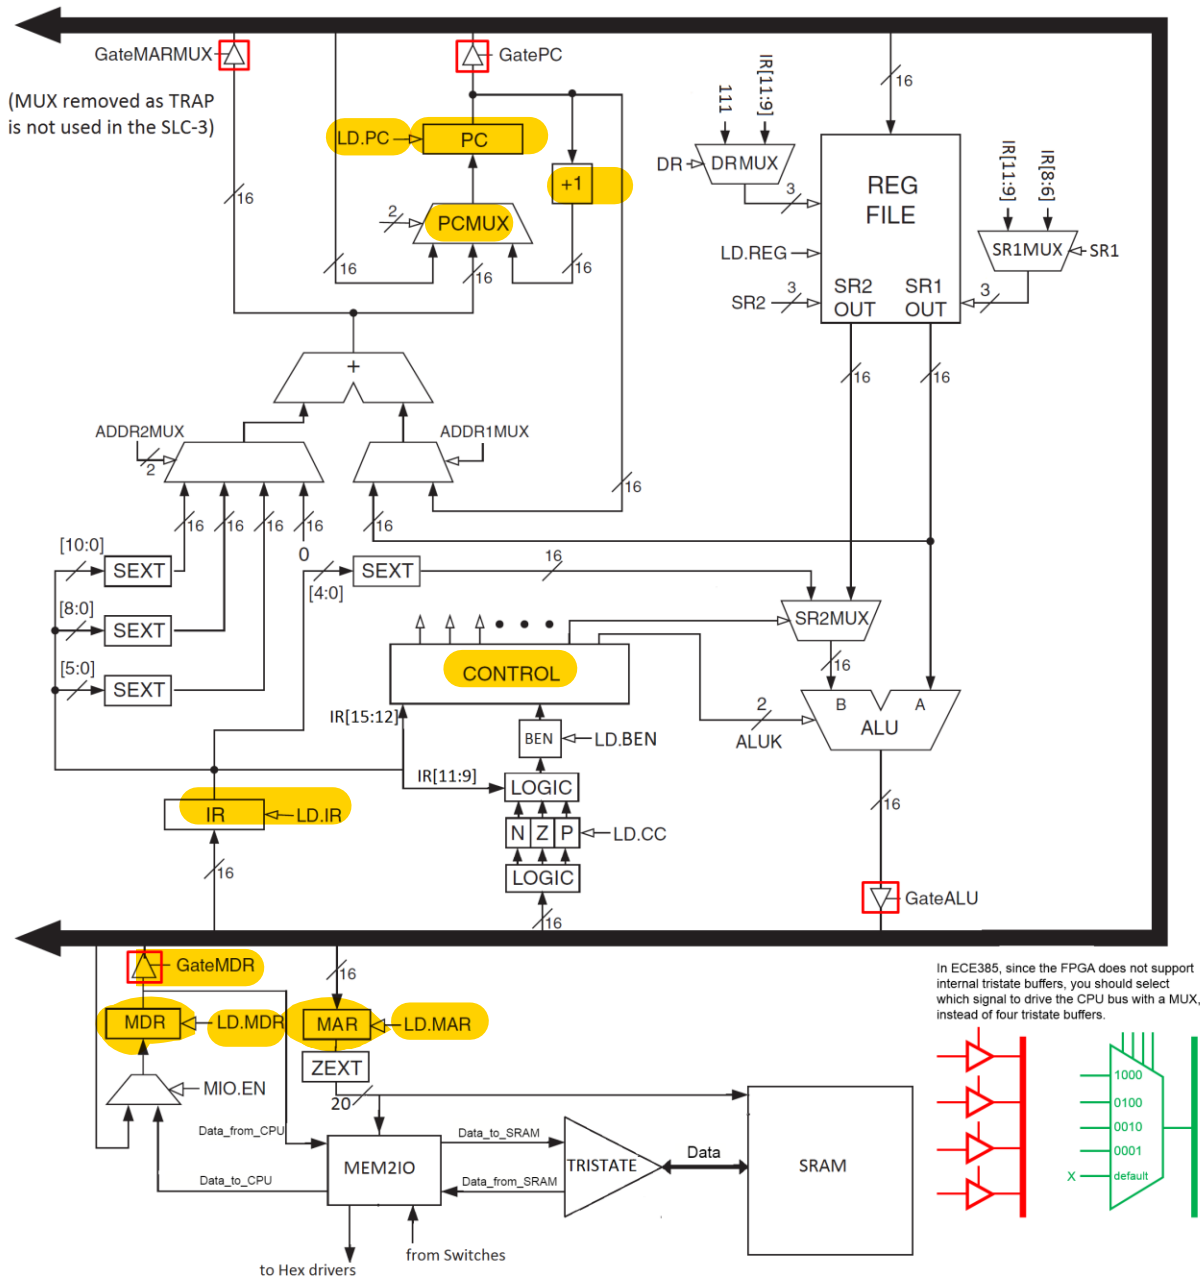 GateMARMUX
GatePC
(MUX removed as TRAP
is not used in the SLC-3)
16
111
IR[11:9]
LD.PC
PC
DR
DRMUX
+1
REG
FILE
IR[11:9]
IR[8:6]
16
3
2
PCMUX
LD.REG
SR1MUX
SR1
16
16
16
SR2
3
SR2
OUT
SR1
OUT
3
+
16
16
ADDR2MUX
2
ADDR1MUX
16
16
16
16
16
16
0
[10:0]
SEXT
[4:0]
SEXT
16
[8:0]
SEXT
SR2MUX
[5:0]
SEXT
CONTROL
16
IR[15:12]
B
A
ALU
2
ALUK
BEN
LD.BEN
IR[11:9]
LOGIC
IR
LD.IR
16
N
Z
P
LD.CC
16
LOGIC
16
GateALU
GateMDR
16
MDR
LD.MDR
MAR
LD.MAR
ZEXT
MIO.EN
20
In ECE385, since the FPGA does not support
internal tristate buffers, you should select
which signal to drive the CPU bus with a MUX,
instead of four tristate buffers.
1000
0100
0010
0001
X
default
Data_from_CPU
Data_to_SRAM
MEM2IO
TRISTATE
Data
SRAM
Data_to_CPU
Data_from_SRAM
from Switches
to Hex drivers